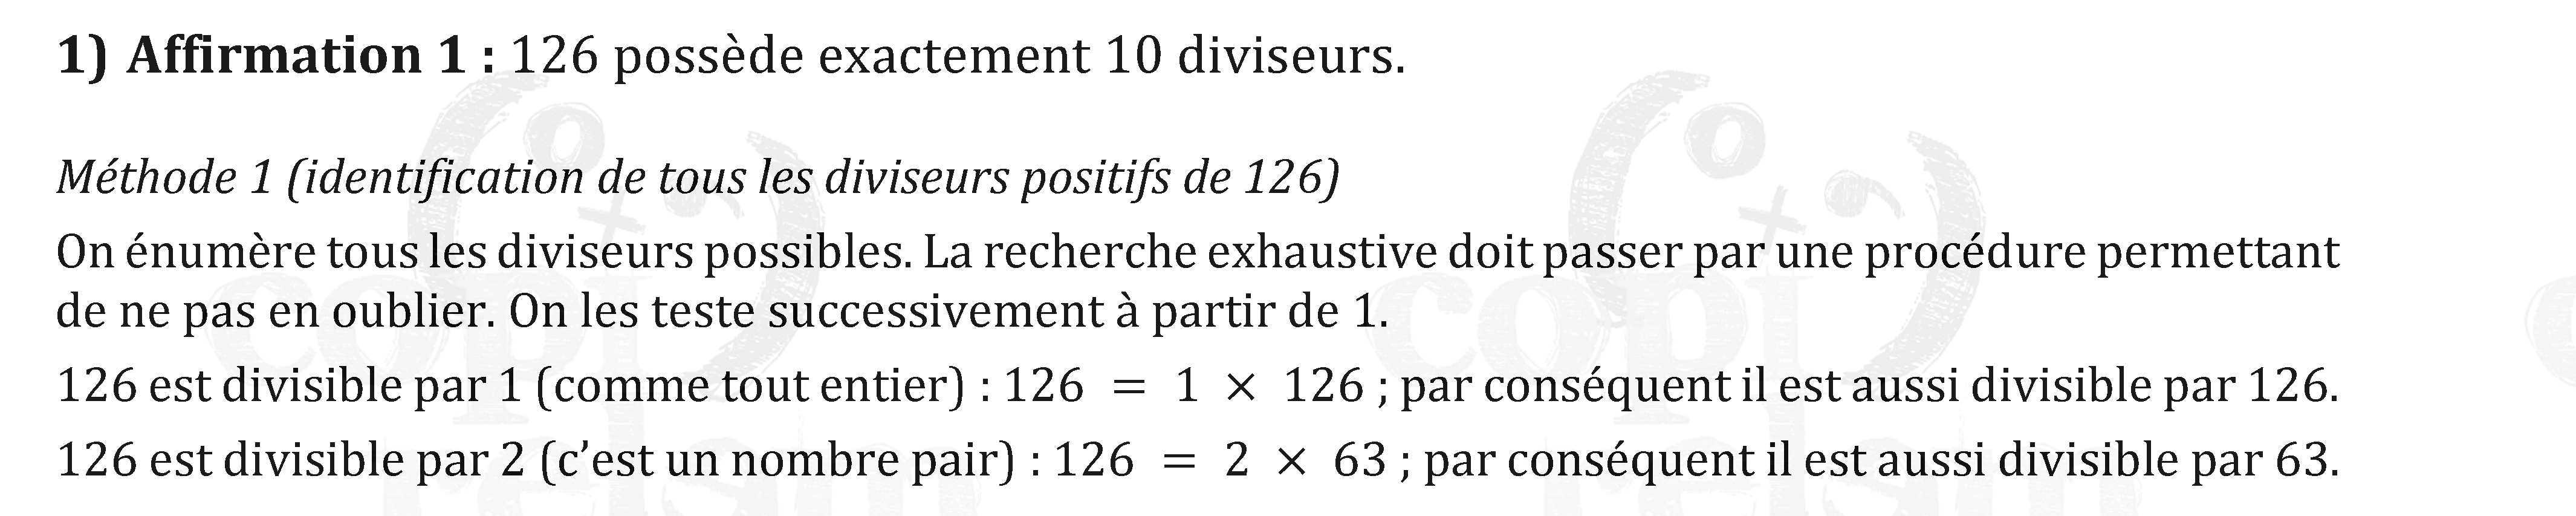 1) Affirmation 1 : 126 possède exactement 10 diviseurs.
Méthode 1 (identification de tous les diviseurs positifs de 126)
On énumère tous les diviseurs possibles. La recherche exhaustive doit passer par une procédure permettant
de ne pas en oublier. On les teste successivement à partir de 1.
126 est divisible par 1 (comme tout entier) : 126 = 1 × 126 ; par conséquent il est aussi divisible par 126.
126 est divisible par 2 (c’est un nombre pair) : 126 = 2 × 63 ; par conséquent il est aussi divisible par 63.